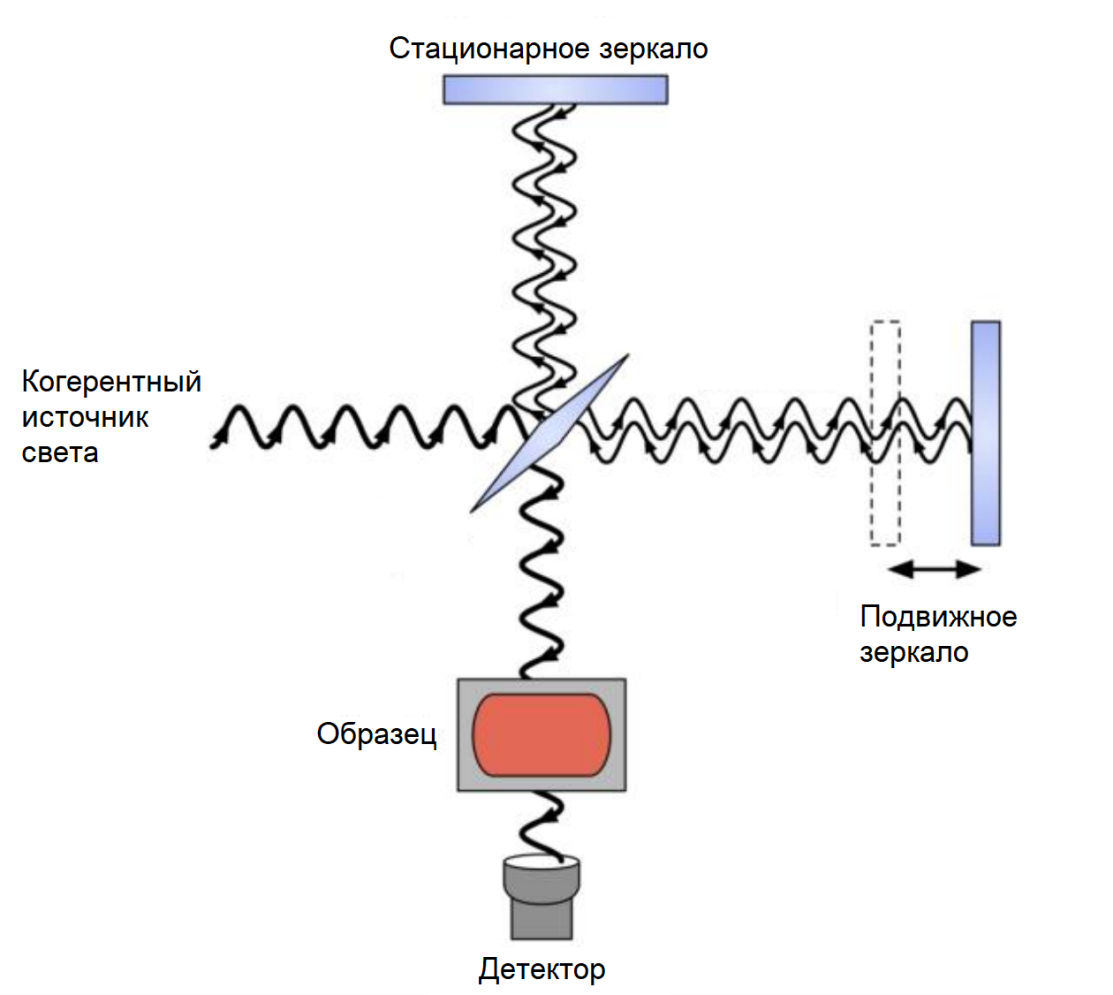 Стационарное зеркало
Когерентный
источник
света
Подвижное
зеркало
Образец
Детектор